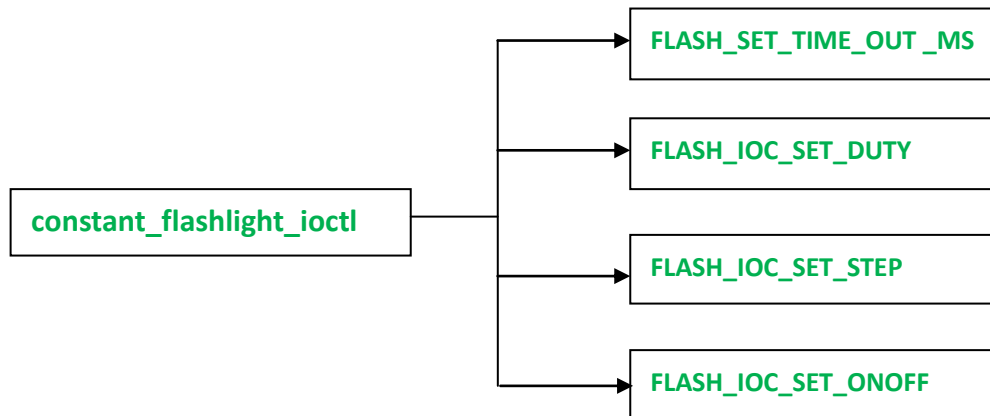 FLASH_SET_TIME_OUT _MS
FLASH_IOC_SET_DUTY
constant_flashlight_ioctl
FLASH_IOC_SET_STEP
FLASH_IOC_SET_ONOFF